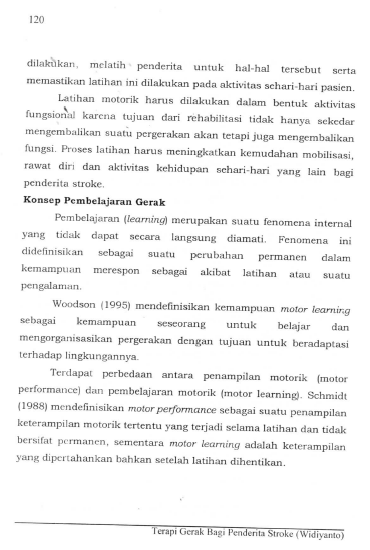 120
dilakukan, melatih penderita untuk hal-hal tersebut serta
memastikan latihan ini dilakukan pada aktivitas sehari-hari pasien.
Latihan motorik harus dilakukan dalam bentuk aktivitas
fungsional karena tujuan dari rehabilitasi tidak hanya sekedar
mengembalikan suatu pergerakan akan tetapi juga mengembalikan
fungsi. Proses latihan harus meningkatkan kemudahan mobilisasi,
rawat diri dan aktivitas kehidupan sehari-hari yang lain bagi
penderita stroke.
Konsep Pembelajaran Gerak
Pembelajaran (learning) merupakan suatu fenomena internal
yang tidak dapat secara langsung diamati. Fenomena ini
didefinisikan sebagai suatu perubahan permanen dalam
kemampuan merespon sebagai akibat latihan atau suatu
pengalaman.
Woodson (1995) mendefinisikan kemampuan motor learning
sebagai kemampuan seseorang untuk belajar dan
mengorganisasikan pergerakan dengan tujuan untuk beradaptasi
terhadap lingkungannya.
Terdapat perbedaan antara penampilan motorik (motor
performance) dan pembelajaran motorik (motor learning). Schmidt
(1988) mendefinisikan motor performance sebagai suatu penampilan
keterampilan motorik tertentu yang terjadi selama latihan dan tidak
bersifat permanen, sementara motor learning adalah keterampilan
yang dipertahankan bahkan setelah latihan dihentikan.
Terapi Gerak Bagi Penderita Stroke (Widiyanto)